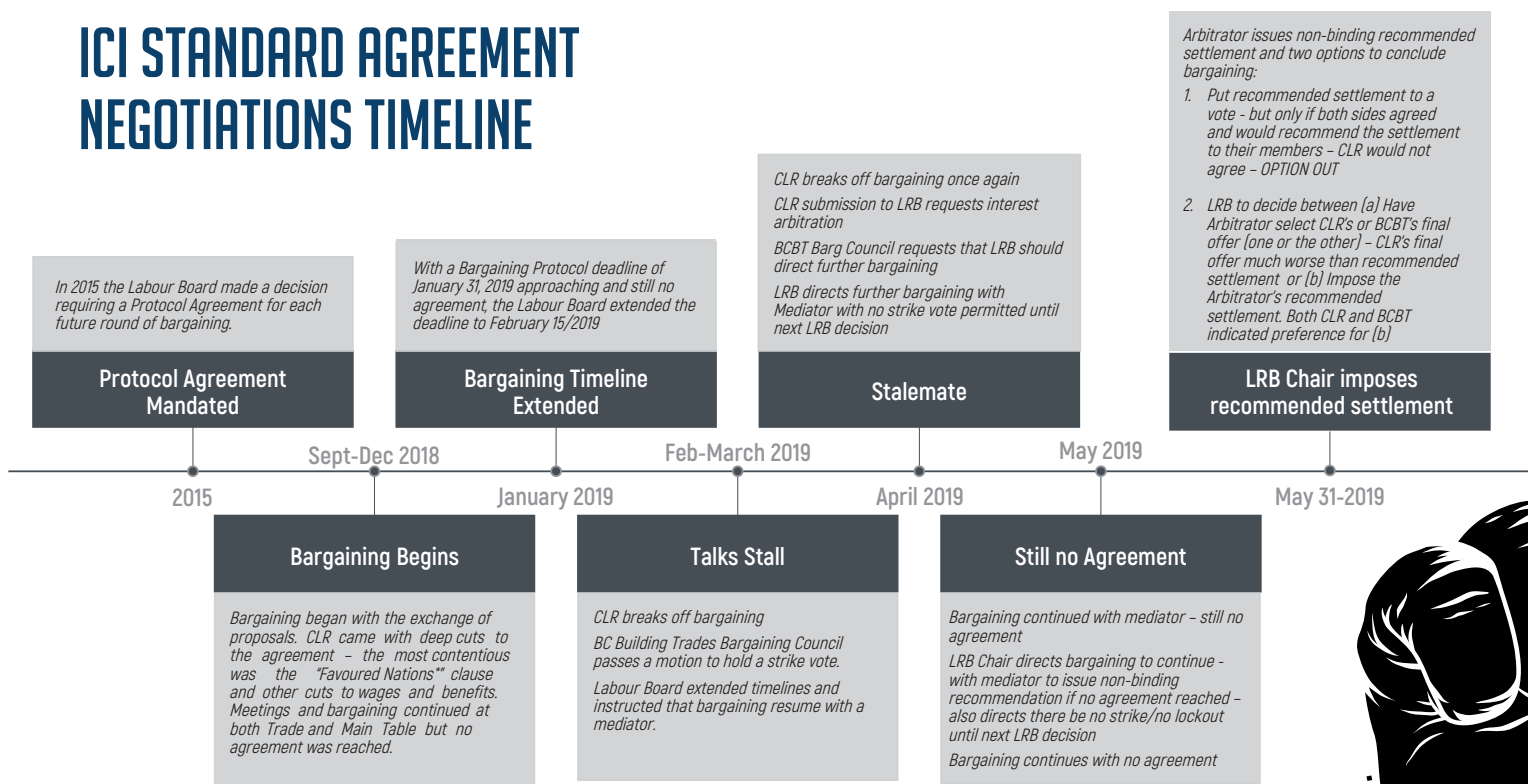 ICI STANDARD AGREEMENT
NEGOTIATIONS TIMELINE
In 2015 the Labour Board made a decision
requiring a Protocol Agreement for each
future round of bargaining.
Protocol Agreement
Mandated
2015
Sept-Dec 2018
Bargaining Begins
Bargaining began with the exchange of
proposals. CLR came with deep cuts to
the agreement – the most contentious
was the "Favoured Nations*" clause
and other cuts to wages and benefits.
Meetings and bargaining continued at
both Trade and Main Table but no
agreement was reached.
With a Bargaining Protocol deadline of
January 31, 2019 approaching and still no
agreement, the Labour Board extended the
deadline to February 15/2019
Bargaining Timeline
Extended
January 2019
Feb-March 2019
Talks Stall
CLR breaks off bargaining
BC Building Trades Bargaining Council
passes a motion to hold a strike vote.
Labour Board extended timelines and
instructed that bargaining resume with a
mediator.
CLR breaks off bargaining once again
CLR submission to LRB requests interest
arbitration
BCBT Barg Council requests that LRB should
direct further bargaining
LRB directs further bargaining with
Mediator with no strike vote permitted until
next LRB decision
Stalemate
April 2019
May 2019
Still no Agreement
Bargaining continued with mediator – still no
agreement
LRB Chair directs bargaining to continue -
with mediator to issue non-binding
recommendation if no agreement reached –
also directs there be no strike/no lockout
until next LRB decision
Bargaining continues with no agreement
Arbitrator issues non-binding recommended
settlement and two options to conclude
bargaining:
1. Put recommended settlement to a
vote - but only if both sides agreed
and would recommend the settlement
to their members – CLR would not
agree – OPTION OUT
2. LRB to decide between (a) Have
Arbitrator select CLR's or BCBT's final
offer (one or the other) – CLR's final
offer much worse than recommended
settlement or (b) Impose the
Arbitrator's recommended
settlement. Both CLR and BCBT
indicated preference for (b)
LRB Chair imposes
recommended settlement
May 31-2019